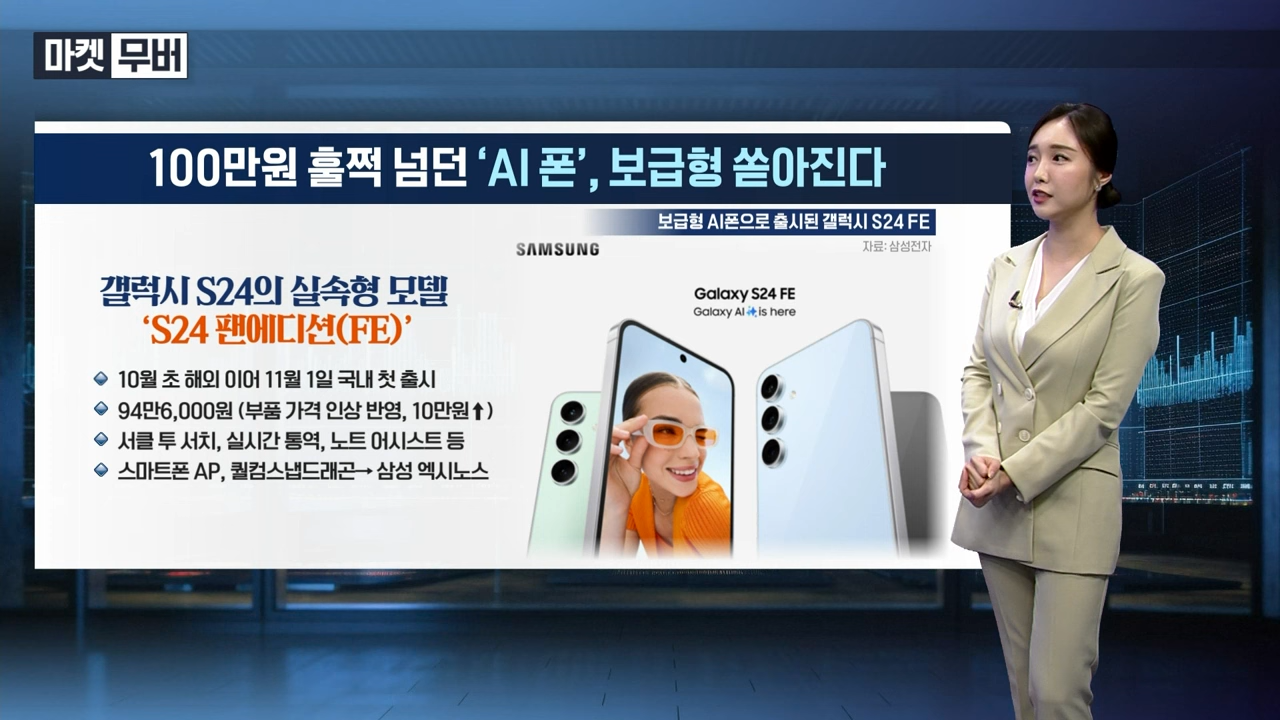 마켓무버
100만원 훌쩍 넘던 ‘AI 폰’, 보급형 쏟아진다
보급형 AI폰으로 출시된 갤럭시 S24 FE
자료: 삼성전자
SAMSUNG
Galaxy S24 FE
Galaxy AI is here
갤럭시 S24의 실속형 모델
‘S24 팬에디션(FE)’
10월 초 해외 이어 11월 1일 국내 첫 출시
94만6,000원 (부품 가격 인상 반영, 10만원↑)
서클 투 서치, 실시간 통역, 노트 어시스트 등
스마트폰 AP, 퀄컴스냅드래곤→ 삼성 엑시노스